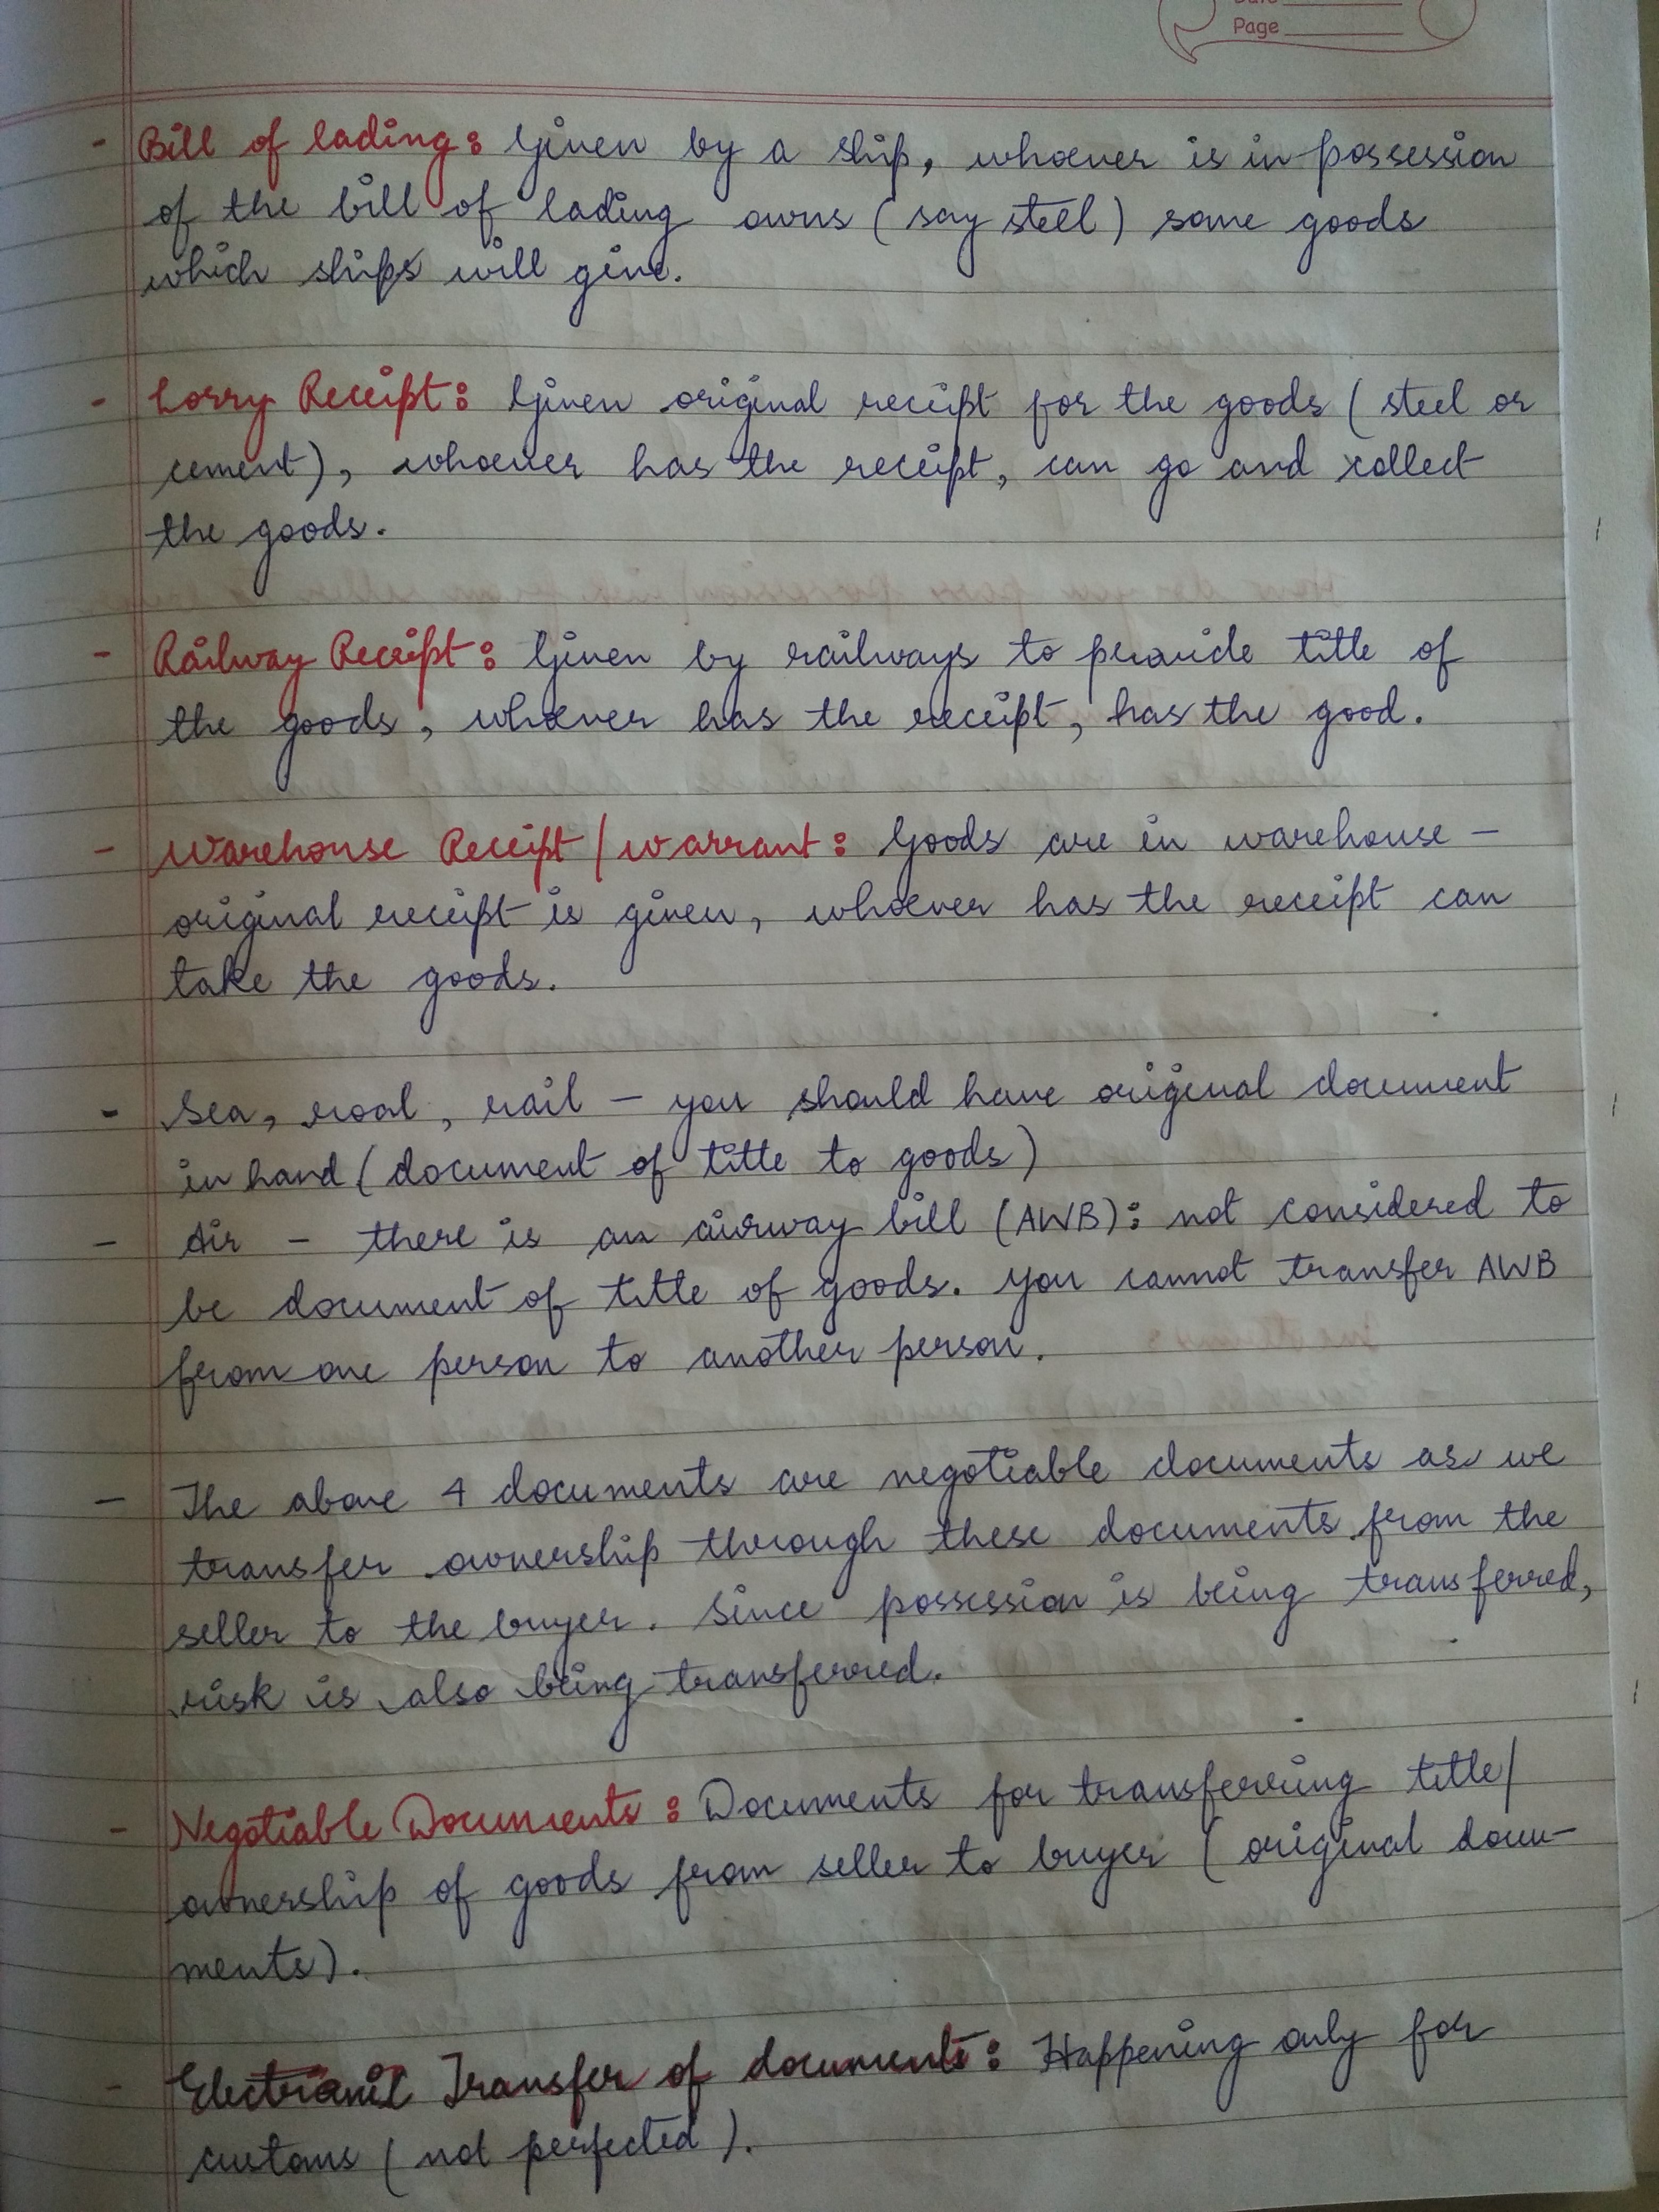 Date
Page
- Bill of lading: Given by a ship, whoever is in possession
of the bill of lading owns (say steel) some goods
which ships will give.
- Lorry Receipt: Given original receipt for the goods (steel or
cement), whoever has the receipt, can go and collect
the goods.
- Railway Receipt: Given by railways to provide title of
the goods, whoever has the receipt, has the good.
- Warehouse Receipt/warrant: Goods are in warehouse –
original receipt is given, whoever has the receipt can
take the goods.
- Sea, road, rail – you should have original document
in hand (document of title to goods)
- Air – there is an airway bill (AWB): not considered to
be document of title of goods. You cannot transfer AWB
from one person to another person.
- The above 4 documents are negotiable documents as we
transfer ownership through these documents from the
seller to the buyer. Since possession is being transferred,
risk is also being transferred.
- Negotiable Documents: Documents for transferring title/
ownership of goods from seller to buyer (original docu-
ments).
- Electronic Transfer of documents: Happening only for
customs (not perfected).